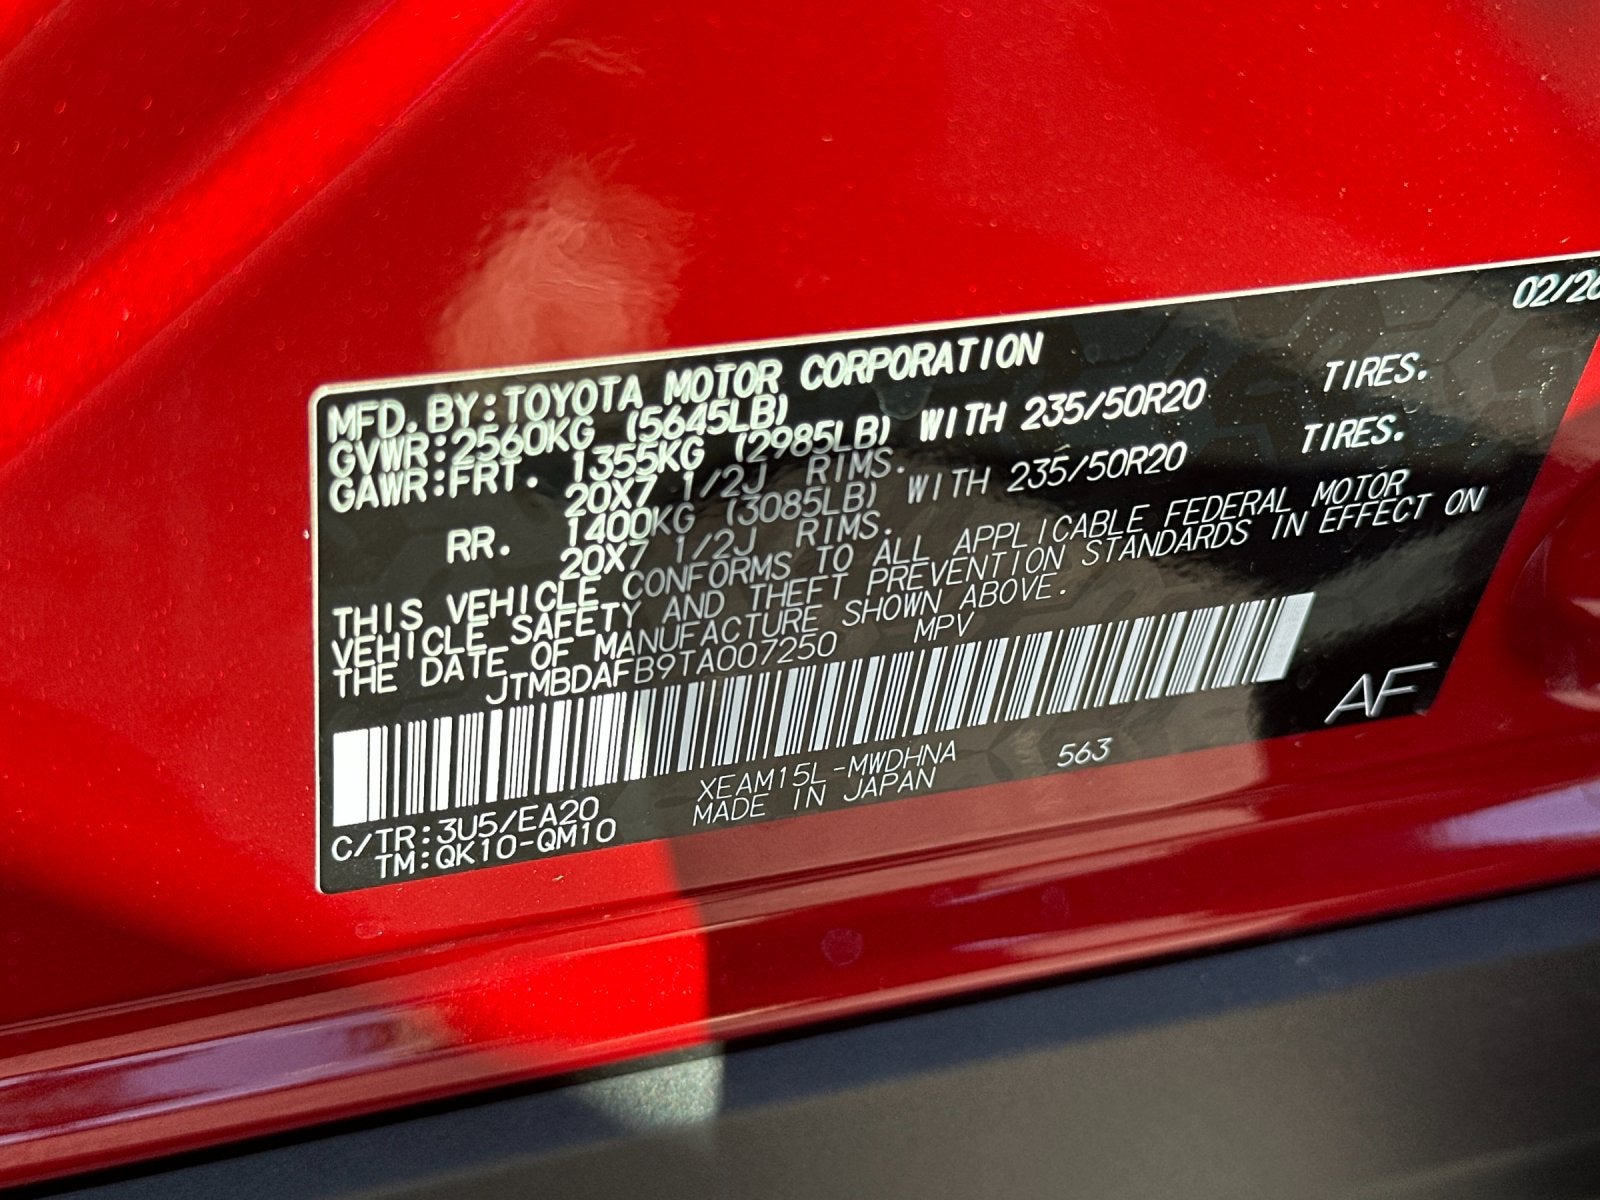 02/26
MFD. BY: TOYOTA MOTOR CORPORATION
GVWR: 2560KG (5645LB)
GAWR: FRT. 1355KG (2985LB) WITH 235/50R20 TIRES.
20X7 1/2J RIMS.
RR. 1400KG (3085LB) WITH 235/50R20 TIRES.
20X7 1/2J RIMS.
THIS VEHICLE CONFORMS TO ALL APPLICABLE FEDERAL MOTOR
VEHICLE SAFETY AND THEFT PREVENTION STANDARDS IN EFFECT ON
THE DATE OF MANUFACTURE SHOWN ABOVE.
JTMBDAFB9TA007250 MPV
AF
C/TR: 3U5/EA20 XEAM15L-MWDHNA 563
TM: QK10-QM10 MADE IN JAPAN